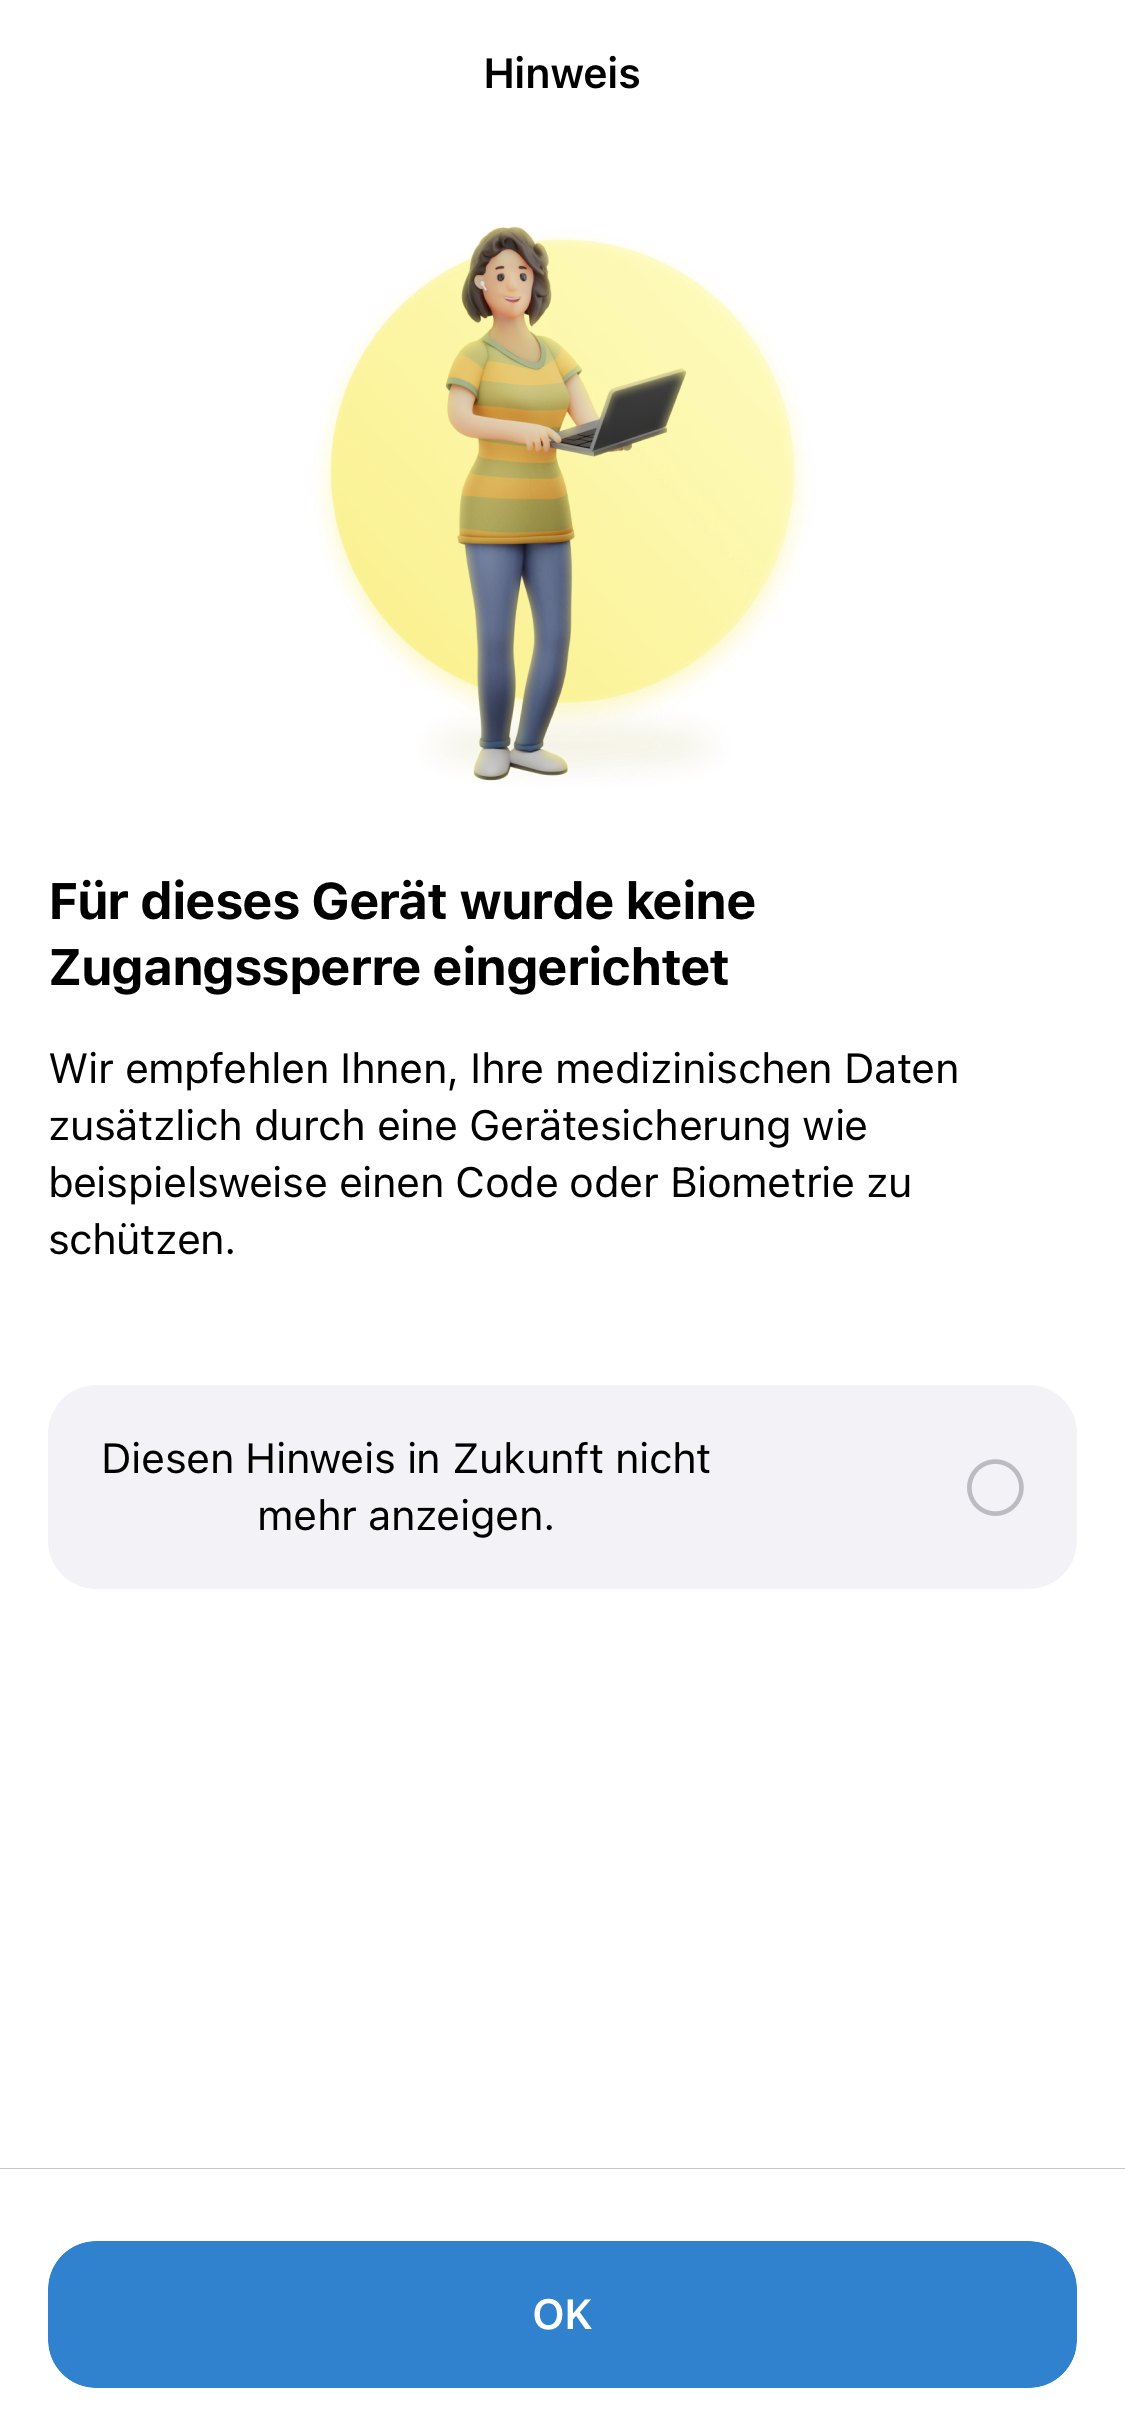 Hinweis
Für dieses Gerät wurde keine
Zugangssperre eingerichtet
Wir empfehlen Ihnen, Ihre medizinischen Daten
zusätzlich durch eine Gerätesicherung wie
beispielsweise einen Code oder Biometrie zu
schützen.
Diesen Hinweis in Zukunft nicht
mehr anzeigen.
OK